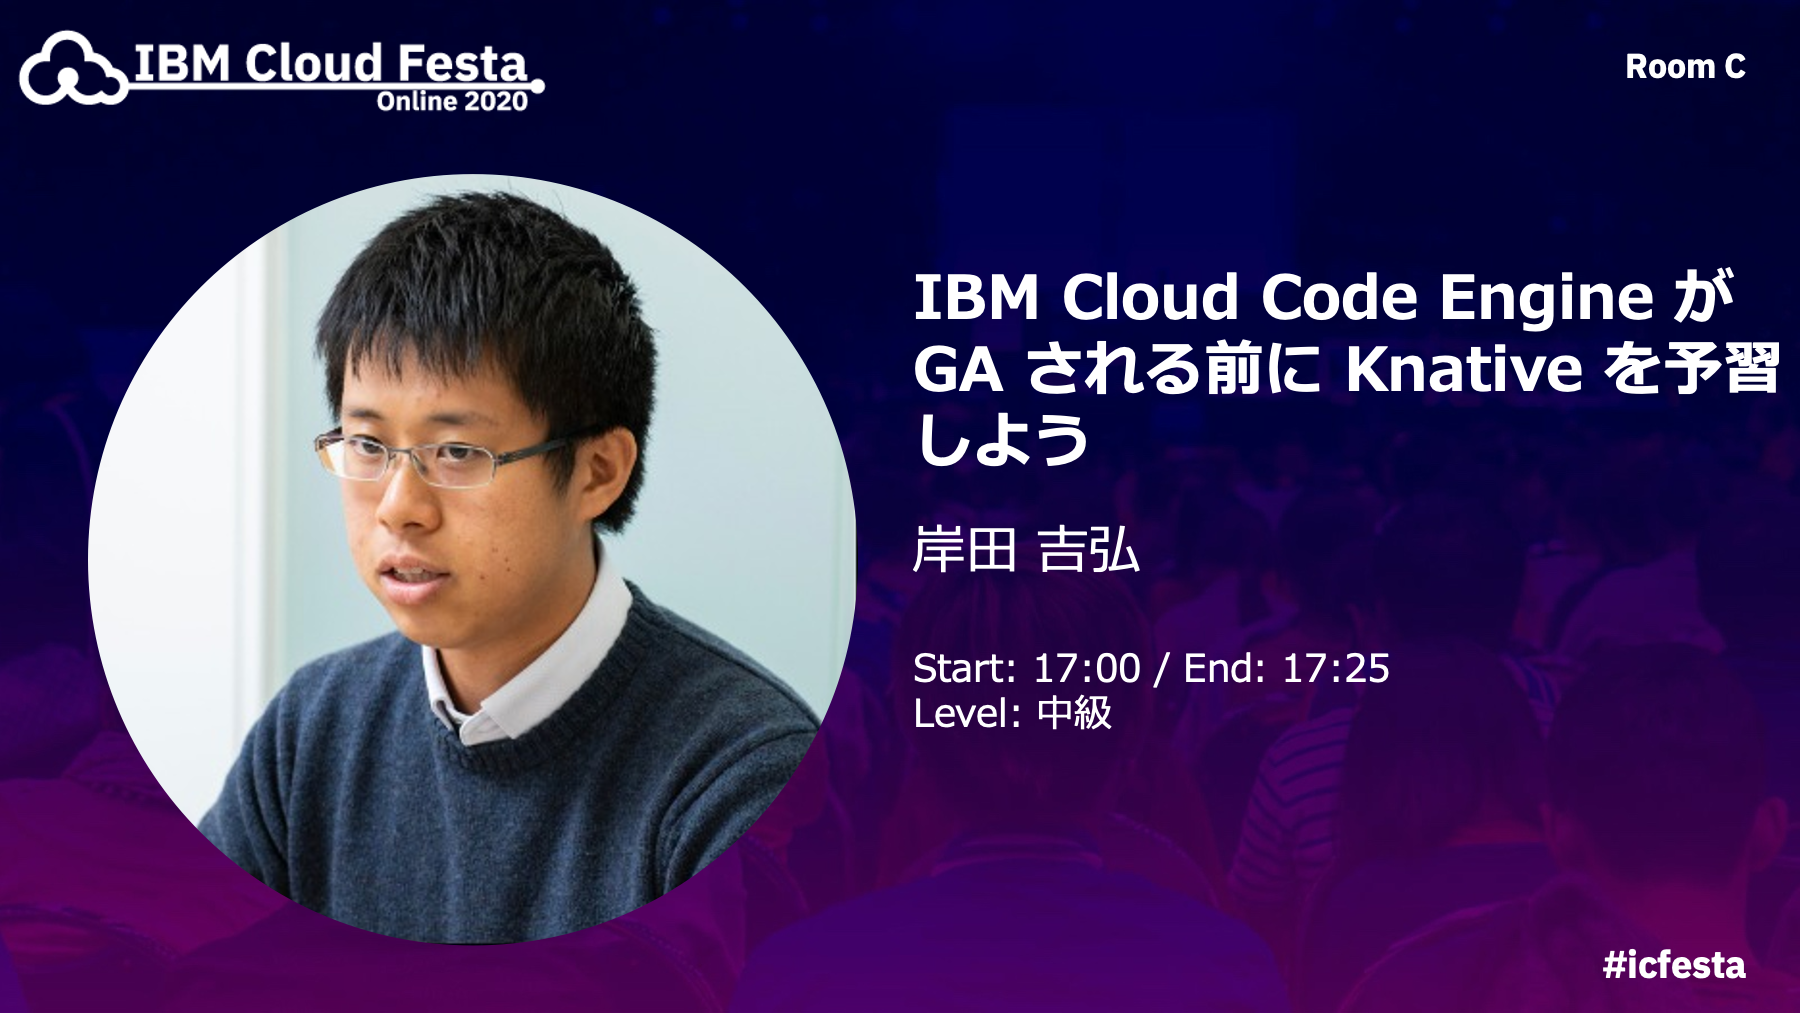 IBM Cloud Festa
Online 2020
Room C
IBM Cloud Code Engine が
GA される前に Knative を予習
しよう
岸田 吉弘
Start: 17:00 / End: 17:25
Level: 中級
#icfesta